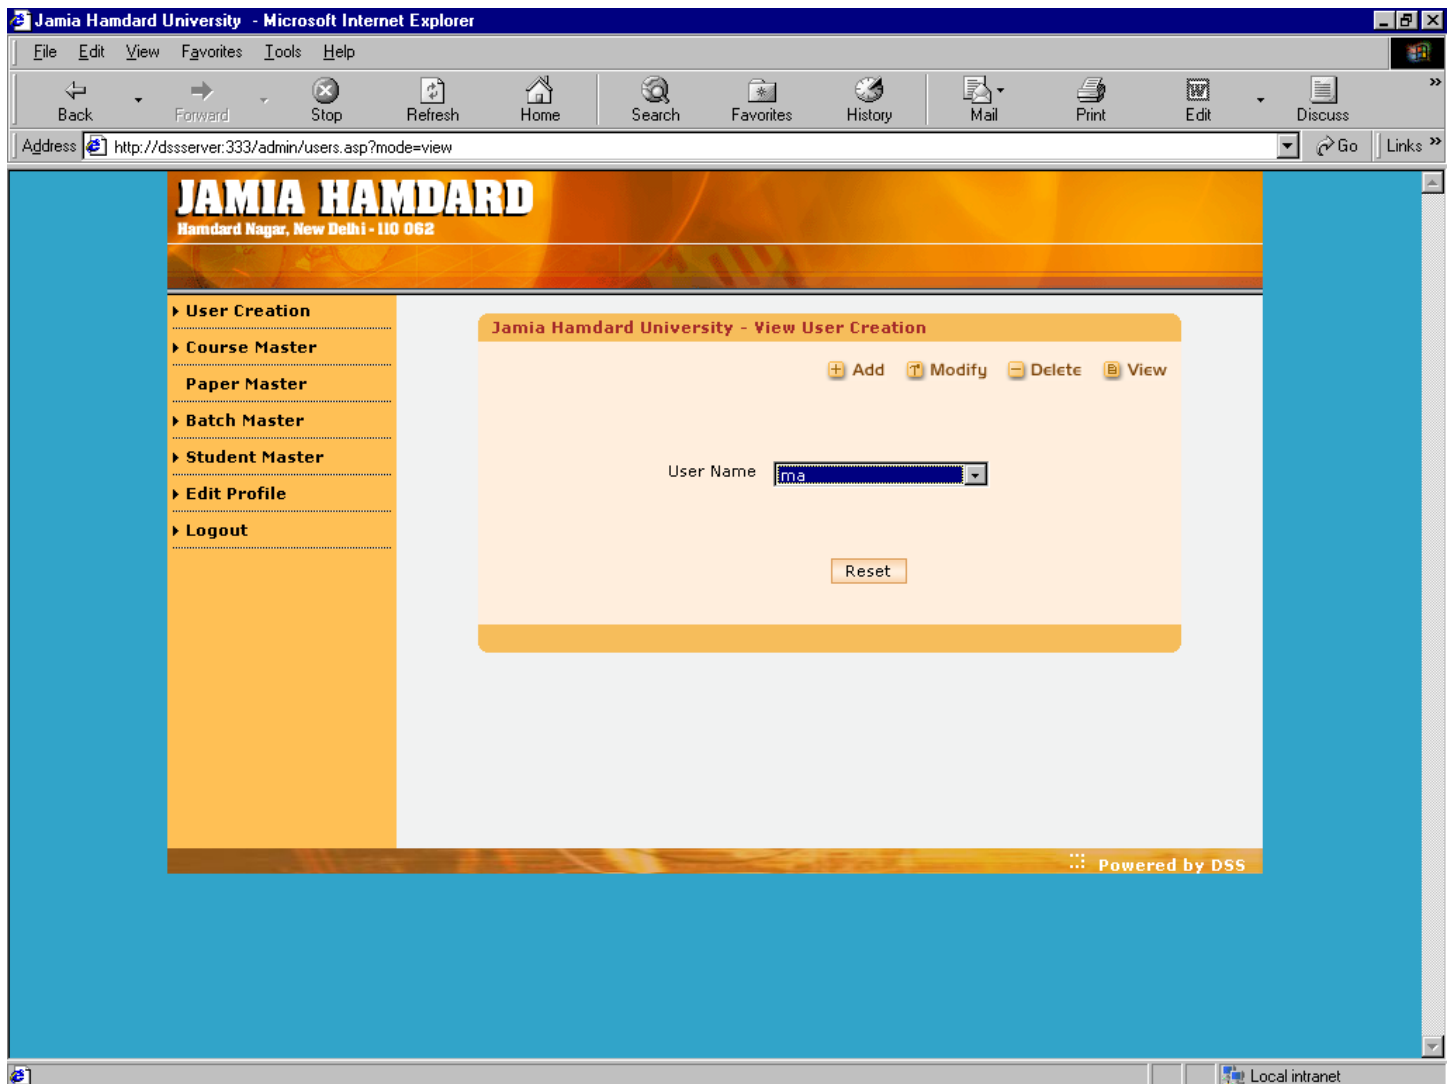 Jamia Hamdard University - Microsoft Internet Explorer
File Edit View Favorites Tools Help
Back Forward Stop Refresh Home Search Favorites History Mail Print Edit Discuss »
Address http://dssserver:333/admin/users.asp?mode=view Go Links »
JAMIA HAMDARD
Hamdard Nagar, New Delhi - 110 062
User Creation
Course Master
Paper Master
Batch Master
Student Master
Edit Profile
Logout
Jamia Hamdard University - View User Creation
Add Modify Delete View
User Name ma
Reset
Powered by DSS
Local intranet